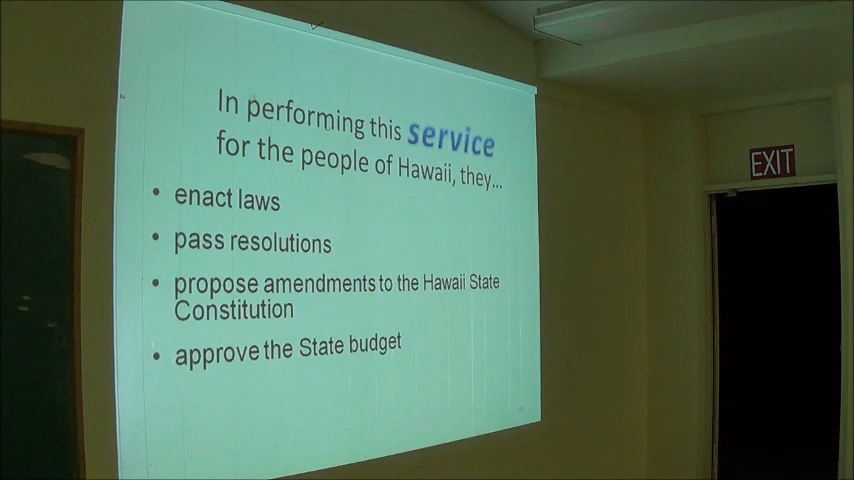 In performing this service
for the people of Hawaii, they...
• enact laws
• pass resolutions
• propose amendments to the Hawaii State
Constitution
• approve the State budget
EXIT